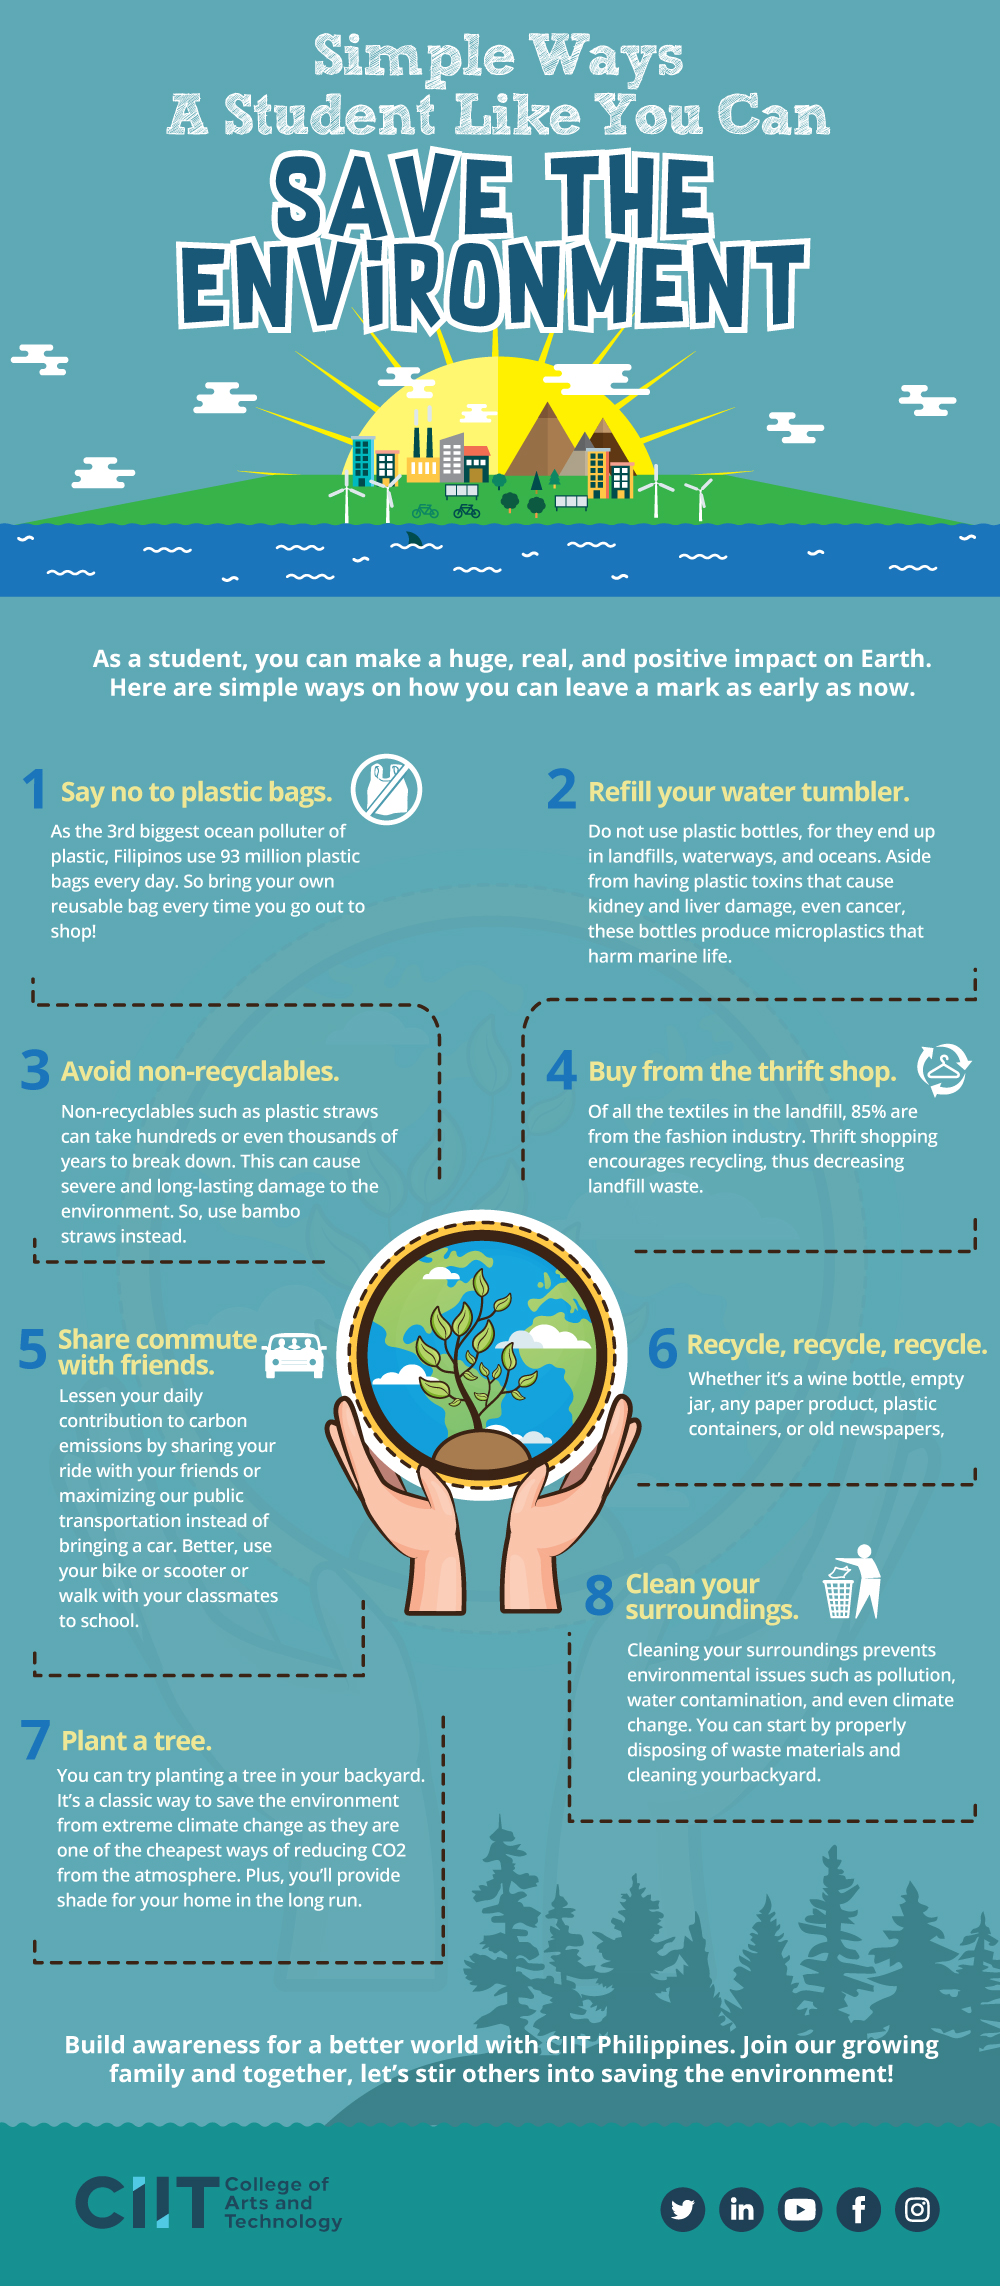 Simple Ways
A Student Like You Can
SAVE THE
ENViRONMENT
As a student, you can make a huge, real, and positive impact on Earth.
Here are simple ways on how you can leave a mark as early as now.
1 Say no to plastic bags.
As the 3rd biggest ocean polluter of
plastic, Filipinos use 93 million plastic
bags every day. So bring your own
reusable bag every time you go out to
shop!
2 Refill your water tumbler.
Do not use plastic bottles, for they end up
in landfills, waterways, and oceans. Aside
from having plastic toxins that cause
kidney and liver damage, even cancer,
these bottles produce microplastics that
harm marine life.
3 Avoid non-recyclables.
Non-recyclables such as plastic straws
can take hundreds or even thousands of
years to break down. This can cause
severe and long-lasting damage to the
environment. So, use bambo
straws instead.
4 Buy from the thrift shop.
Of all the textiles in the landfill, 85% are
from the fashion industry. Thrift shopping
encourages recycling, thus decreasing
landfill waste.
5 Share commute
with friends.
Lessen your daily
contribution to carbon
emissions by sharing your
ride with your friends or
maximizing our public
transportation instead of
bringing a car. Better, use
your bike or scooter or
walk with your classmates
to school.
6 Recycle, recycle, recycle.
Whether it's a wine bottle, empty
jar, any paper product, plastic
containers, or old newspapers,
7 Plant a tree.
You can try planting a tree in your backyard.
It's a classic way to save the environment
from extreme climate change as they are
one of the cheapest ways of reducing CO2
from the atmosphere. Plus, you'll provide
shade for your home in the long run.
8 Clean your
surroundings.
Cleaning your surroundings prevents
environmental issues such as pollution,
water contamination, and even climate
change. You can start by properly
disposing of waste materials and
cleaning yourbackyard.
Build awareness for a better world with CIIT Philippines. Join our growing
family and together, let's stir others into saving the environment!
CiIT
College of
Arts and
Technology